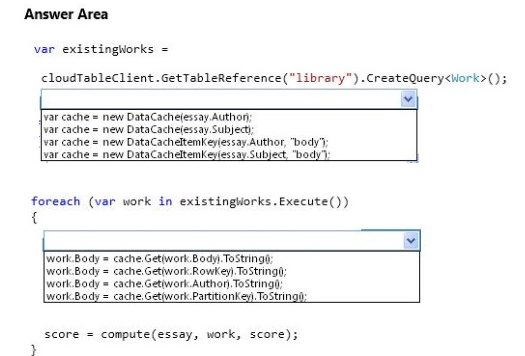 Answer Area
var existingWorks =
cloudTableClient.GetTableReference("library").CreateQuery<Work>();
var cache = new DataCache(essay.Author);
var cache = new DataCache(essay.Subject);
var cache = new DataCacheItemKey(essay.Author, "body");
var cache = new DataCacheItemKey(essay.Subject, "body");
foreach (var work in existingWorks.Execute())
{
work.Body = cache.Get(work.Body).ToString();
work.Body = cache.Get(work.RowKey).ToString();
work.Body = cache.Get(work.Author).ToString();
work.Body = cache.Get(work.PartitionKey).ToString();
score = compute(essay, work, score);
}